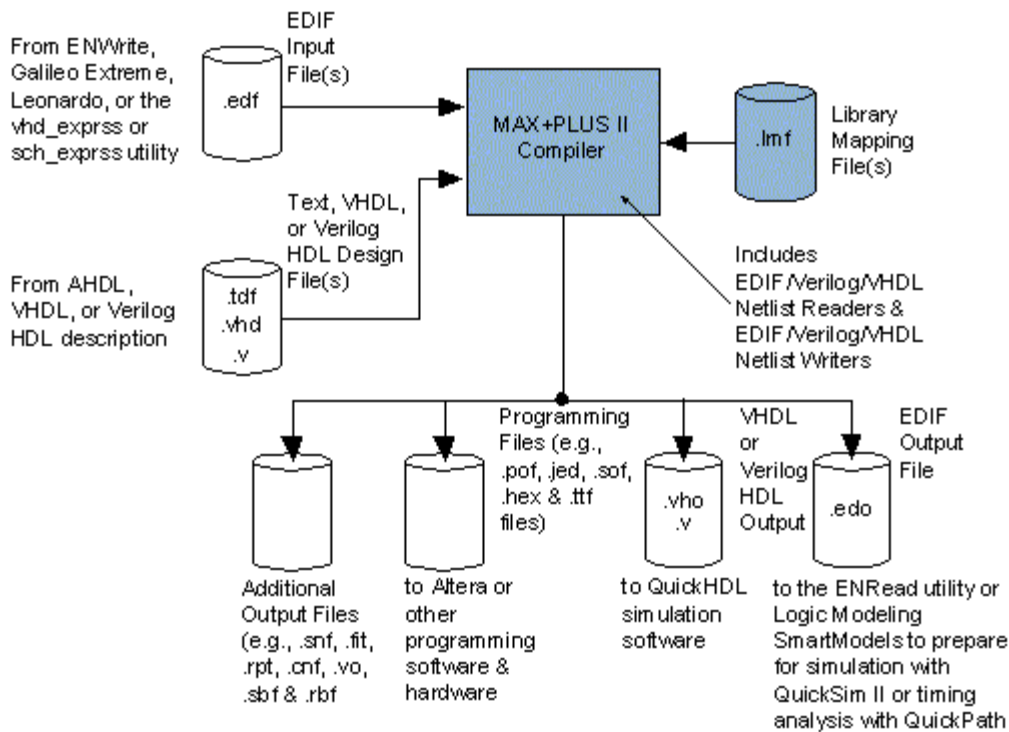 From ENWrite,
Galileo Extreme,
Leonardo, or the
vhd_exprss or
sch_exprss utility
.edf
EDIF
Input
File(s)
MAX+PLUS II
Compiler
.lmf
Library
Mapping
File(s)
Text, VHDL,
or Verilog
HDL Design
File(s)
From AHDL,
VHDL, or Verilog
HDL description
.tdf
.vhd
.v
Includes
EDIF/Verilog/VHDL
Netlist Readers &
EDIF/Verilog/VHDL
Netlist Writers
Programming
Files (e.g.,
.pof, .jed, .sof,
.hex & .ttf
files)
VHDL
or
Verilog
HDL
Output
EDIF
Output
File
.vho
.v
.edo
Additional
Output Files
(e.g., .snf, .fit,
.rpt, .cnf, .vo,
.sbf & .rbf
to Altera or
other
programming
software &
hardware
to QuickHDL
simulation
software
to the ENRead utility or
Logic Modeling
SmartModels to prepare
for simulation with
QuickSim II or timing
analysis with QuickPath